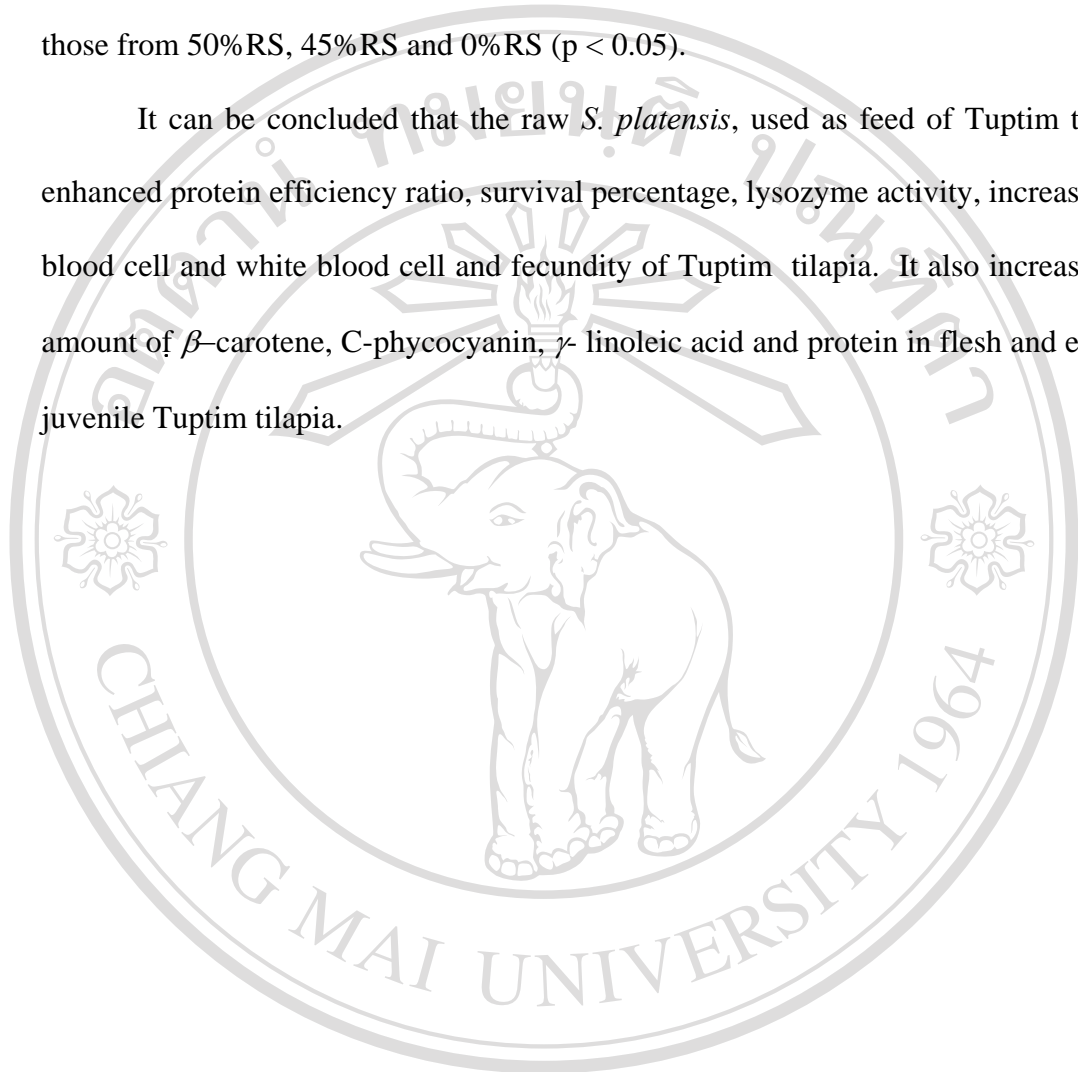 those from 50%RS, 45%RS and 0%RS (p < 0.05).
It can be concluded that the raw S. platensis, used as feed of Tuptim t
enhanced protein efficiency ratio, survival percentage, lysozyme activity, increas
blood cell and white blood cell and fecundity of Tuptim tilapia. It also increas
amount of β–carotene, C-phycocyanin, γ- linoleic acid and protein in flesh and e
juvenile Tuptim tilapia.
CHIANG MAI UNIVERSITY 1964